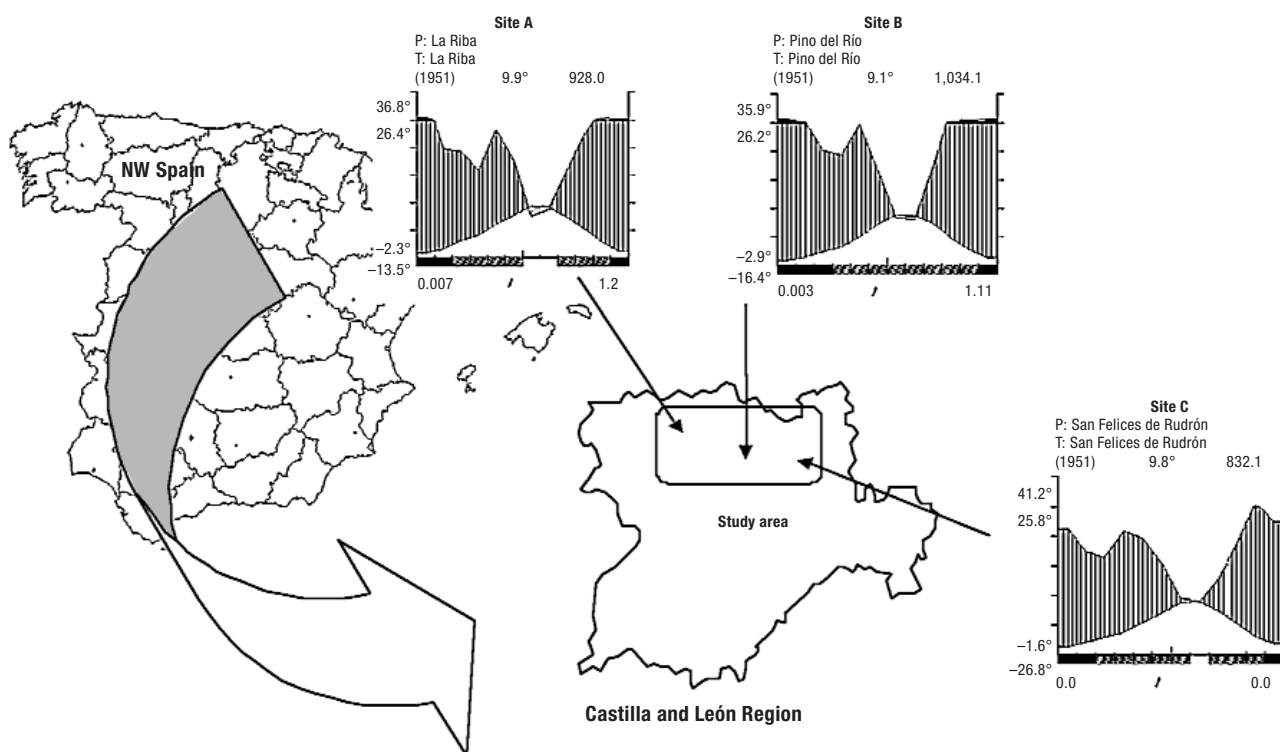 Site A
P: La Riba
T: La Riba
(1951) 9.9° 928.0
36.8°
26.4°
–2.3°
–13.5°
0.007 1.2
Site B
P: Pino del Río
T: Pino del Río
(1951) 9.1° 1,034.1
35.9°
26.2°
–2.9°
–16.4°
0.003 1.11
NW Spain
Site C
P: San Felices de Rudrón
T: San Felices de Rudrón
(1951) 9.8° 832.1
41.2°
25.8°
–1.6°
–26.8°
0.0 0.0
Study area
Castilla and León Region